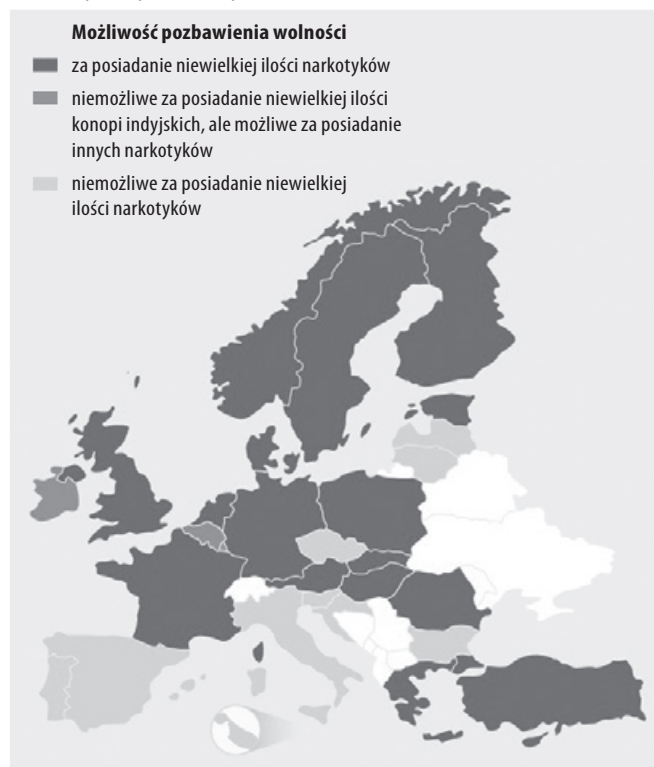 Możliwość pozbawienia wolności
za posiadanie niewielkiej ilości narkotyków
niemożliwe za posiadanie niewielkiej ilości
konopi indyjskich, ale możliwe za posiadanie
innych narkotyków
niemożliwe za posiadanie niewielkiej
ilości narkotyków